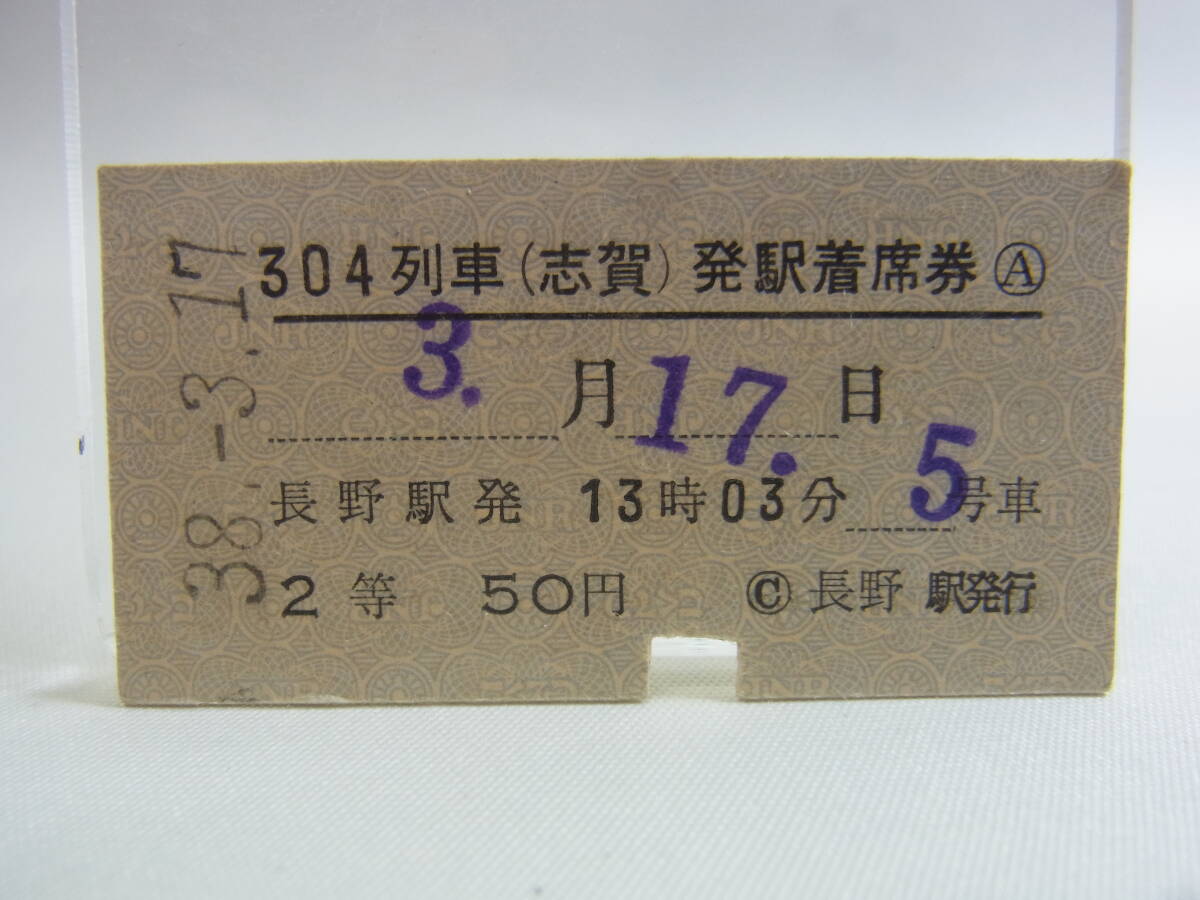 38.-3.17
304列車(志賀)発駅着席券Ⓐ
3.月17.日
長野駅発 13時03分 5号車
2等 50円 Ⓒ長野駅発行